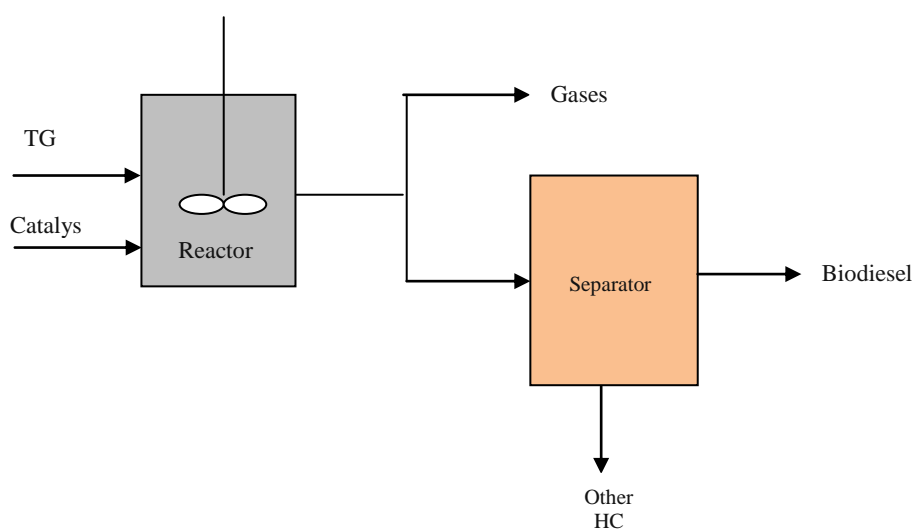 TG
Catalys
Reactor
Gases
Separator
Biodiesel
Other
HC